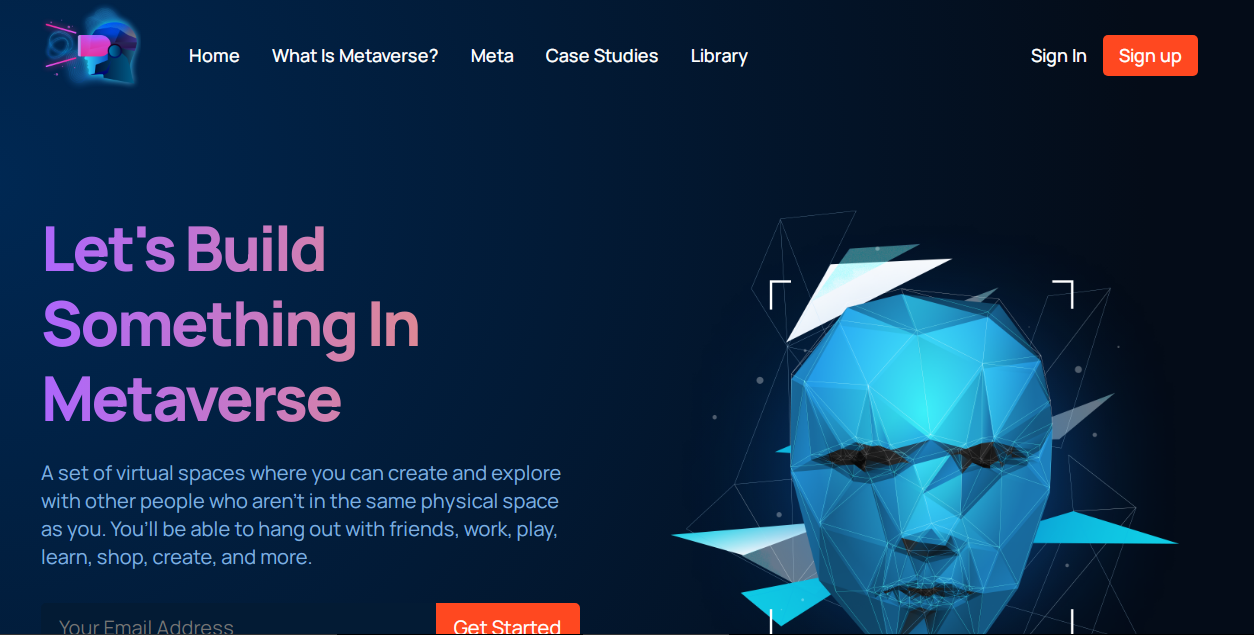 Home What Is Metaverse? Meta Case Studies Library Sign In Sign up
Let's Build
Something In
Metaverse
A set of virtual spaces where you can create and explore
with other people who aren't in the same physical space
as you. You'll be able to hang out with friends, work, play,
learn, shop, create, and more.
Your Email Address Get Started